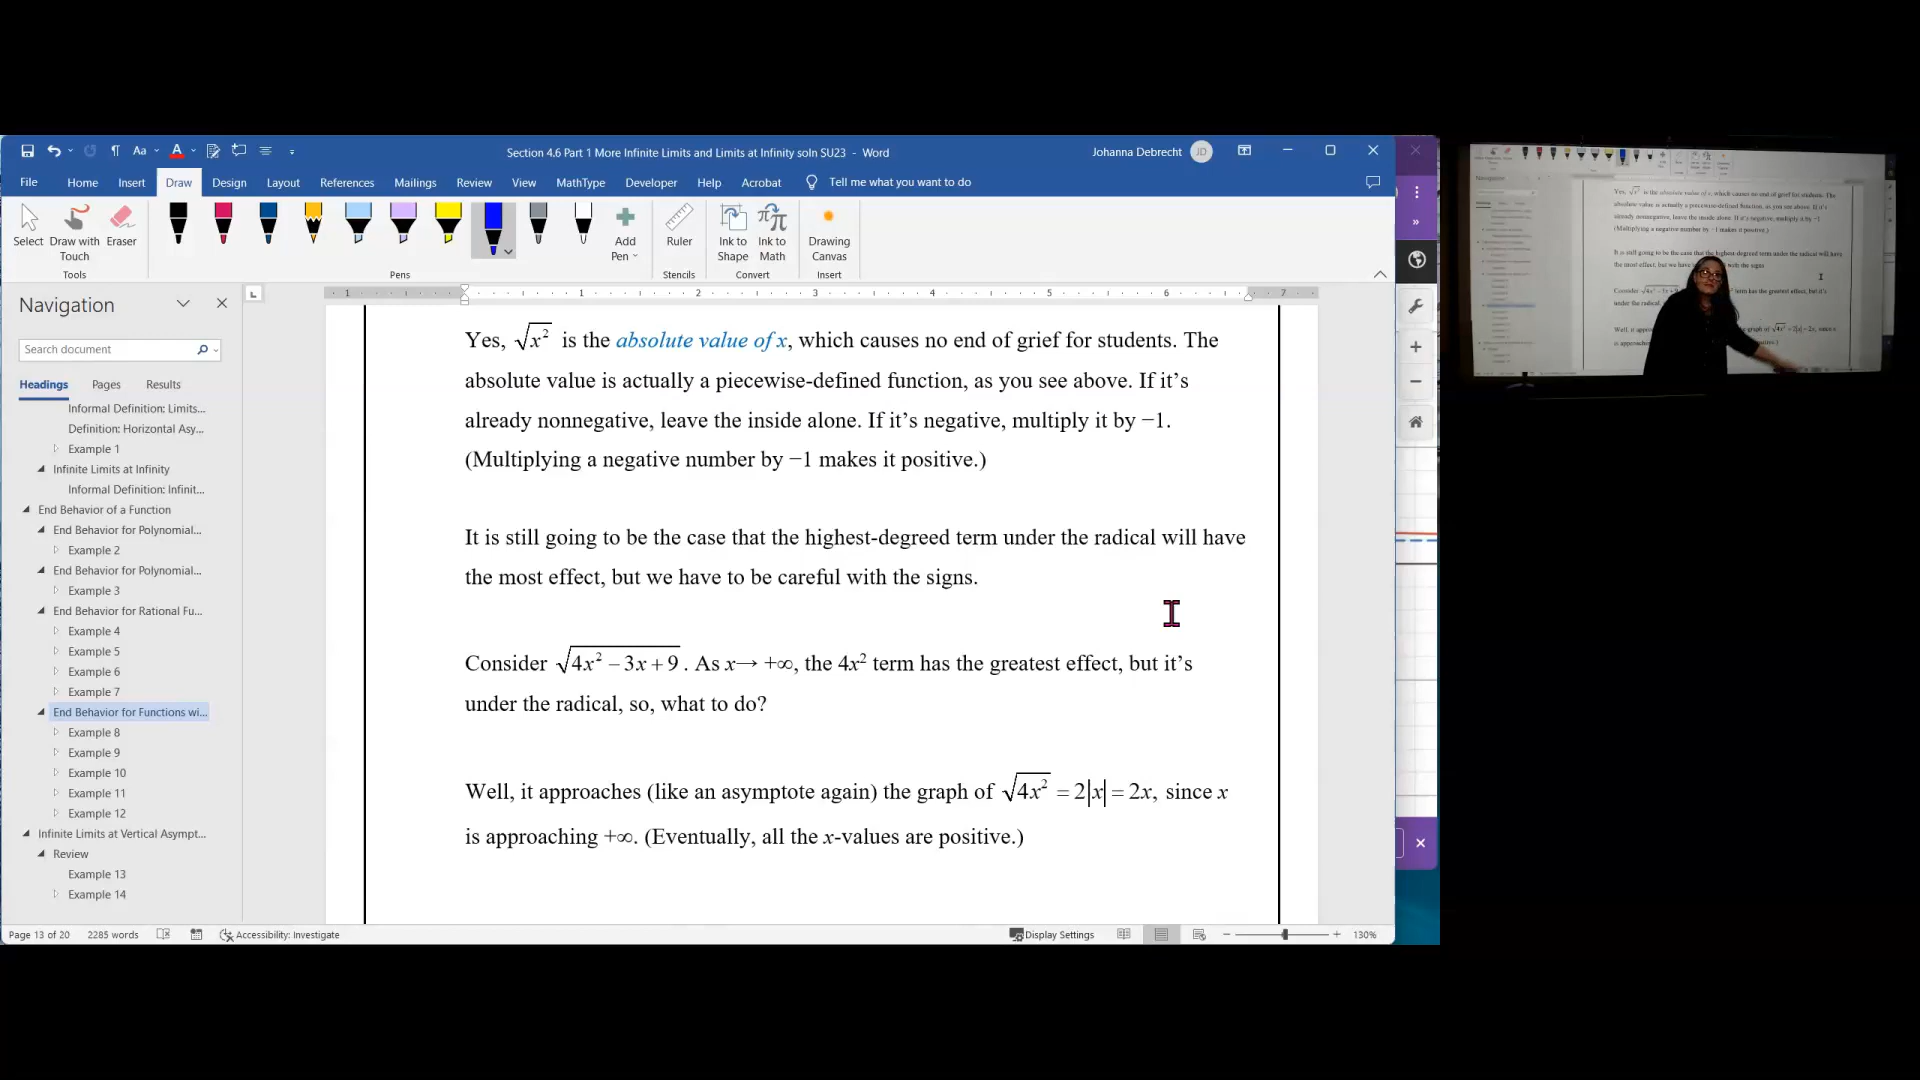 Section 4.6 Part 1 More Infinite Limits and Limits at Infinity soln SU23 - Word
Johanna Debrecht JD
File Home Insert Draw Design Layout References Mailings Review View MathType Developer Help Acrobat Tell me what you want to do
Select Draw with Touch Eraser Add Pen Ruler Ink to Shape Ink to Math Drawing Canvas
Tools Pens Stencils Convert Insert
Navigation
Search document
Headings Pages Results
Informal Definition: Limits...
Definition: Horizontal Asy...
Example 1
Infinite Limits at Infinity
Informal Definition: Infinit...
End Behavior of a Function
End Behavior for Polynomial...
Example 2
End Behavior for Polynomial...
Example 3
End Behavior for Rational Fu...
Example 4
Example 5
Example 6
Example 7
End Behavior for Functions wi...
Example 8
Example 9
Example 10
Example 11
Example 12
Infinite Limits at Vertical Asympt...
Review
Example 13
Example 14
1 1 2 3 4 5 6 7
Yes, √x² is the absolute value of x, which causes no end of grief for students. The
absolute value is actually a piecewise-defined function, as you see above. If it’s
already nonnegative, leave the inside alone. If it’s negative, multiply it by −1.
(Multiplying a negative number by −1 makes it positive.)
It is still going to be the case that the highest-degreed term under the radical will have
the most effect, but we have to be careful with the signs.
Consider √(4x² − 3x + 9). As x→ +∞, the 4x² term has the greatest effect, but it’s
under the radical, so, what to do?
Well, it approaches (like an asymptote again) the graph of √(4x²) = 2|x| = 2x, since x
is approaching +∞. (Eventually, all the x-values are positive.)
Page 13 of 20 2285 words Accessibility: Investigate Display Settings 130%